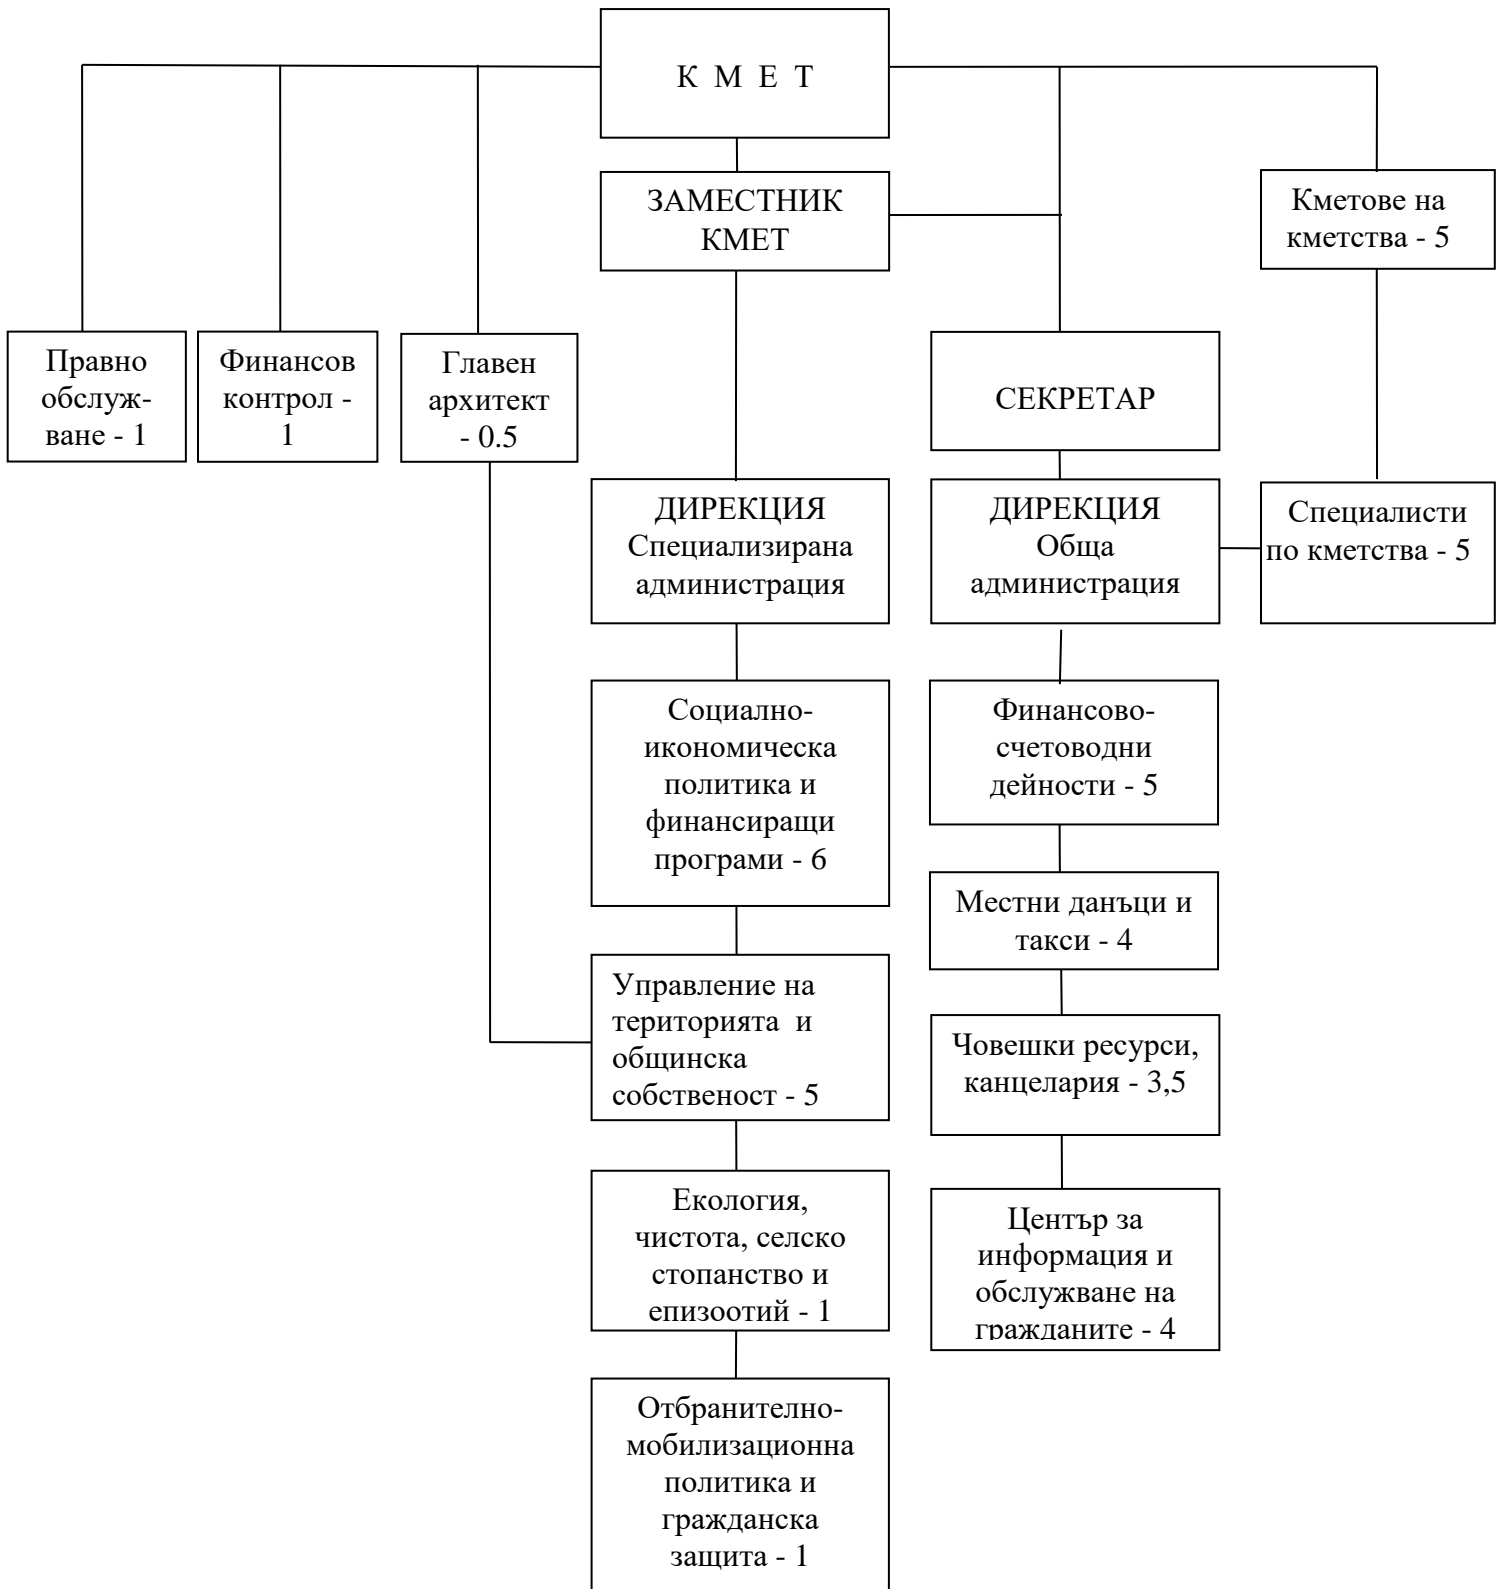 К М Е Т
ЗАМЕСТНИК
КМЕТ
Кметове на
кметства - 5
Правно
обслуж-
ване - 1
Финансов
контрол -
1
Главен
архитект
- 0.5
СЕКРЕТАР
ДИРЕКЦИЯ
Специализирана
администрация
ДИРЕКЦИЯ
Обща
администрация
Специалисти
по кметства - 5
Социално-
икономическа
политика и
финансиращи
програми - 6
Финансово-
счетоводни
дейности - 5
Местни данъци и
такси - 4
Управление на
територията и
общинска
собственост - 5
Човешки ресурси,
канцелария - 3,5
Екология,
чистота, селско
стопанство и
епизоотий - 1
Център за
информация и
обслужване на
гражданите - 4
Отбранително-
мобилизационна
политика и
гражданска
защита - 1